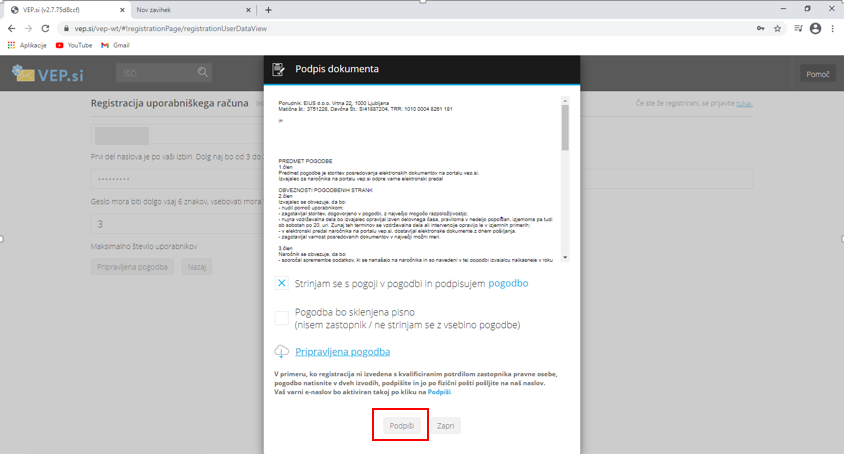 VEP.si (v2.7.75d8ccf)
Nov zavihek
vep.si/vep-wt/#!registrationPage/registrationUserDataView
Aplikacije
YouTube
Gmail
VEP.si
Išči
Pomoč
Registracija uporabniškega računa
Če ste že registrirani, se prijavite tukaj.
Prvi del naslova je po vaši izbiri. Dolg naj bo od 3 do
Geslo mora biti dolgo vsaj 6 znakov, vsebovati mora
3
Maksimalno število uporabnikov
Pripravljena pogodba
Nazaj
Podpis dokumenta
Ponudnik: EIUS d.o.o, Vrtna 22, 1000 Ljubljana
Matična št.: 3751228, Davčna Št.: SI41887204, TRR: 1010 0004 8251 181
in
PREDMET POGODBE
1.člen
Predmet pogodbe je storitev posredovanja elektronskih dokumentov na portalu vep.si.
Izvajalec za naročnika na portalu vep.si odpre varne elektronski predal
OBVEZNOSTI POGODBENIH STRANK
2.člen
Izvajalec se obvezuje, da bo:
- nudil pomoč uporabnikom;
- zagotavljal storitev, dogovorjeno v pogodbi, z največjo mogočo razpoložljivostjo;
- nujna vzdrževalna dela bo izvajalec opravljal izven delovnega časa, praviloma v nedeljo popoldan, izjemoma pa tudi
ob sobotah po 20. uri. Zunaj teh terminov se vzdrževalna dela ali intervencije opravijo le v izjemnih primerih;
- v elektronski predal naročnika na portalu vep.si, dostavljal elektronske dokumente z dnem pošiljanja.
- zagotavljal varnost posredovanih dokumentov v največji možni meri.
3.člen
Naročnik se obvezuje, da bo:
- sporočal spremembe podatkov, ki se nanašajo na naročnika in so navedeni v tej pogodbi izvajalcu najkasneje v roku
Strinjam se s pogoji v pogodbi in podpisujem pogodbo
Pogodba bo sklenjena pisno
(nisem zastopnik / ne strinjam se z vsebino pogodbe)
Pripravljena pogodba
V primeru, ko registracija ni izvedena s kvalificiranim potrdilom zastopnika pravne osebe,
pogodbo natisnite v dveh izvodih, podpišite in jo po fizični pošti pošljite na naš naslov.
Vaš varni e-naslov bo aktiviran takoj po kliku na Podpiši.
Podpiši
Zapri